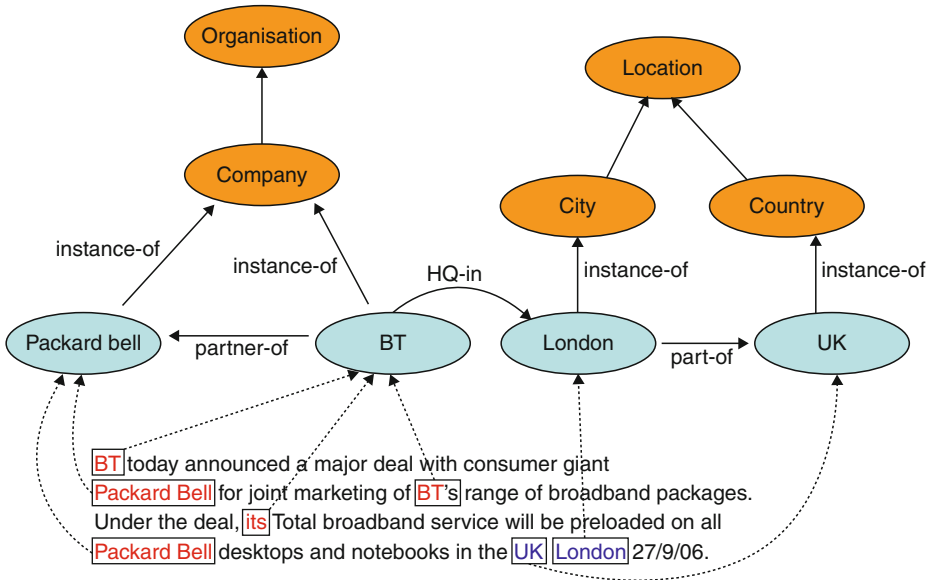 Organisation
Location
Company
City
Country
instance-of
instance-of
HQ-in
instance-of
instance-of
Packard bell
partner-of
BT
London
part-of
UK
BT today announced a major deal with consumer giant
Packard Bell for joint marketing of BT's range of broadband packages.
Under the deal, its Total broadband service will be preloaded on all
Packard Bell desktops and notebooks in the UK London 27/9/06.